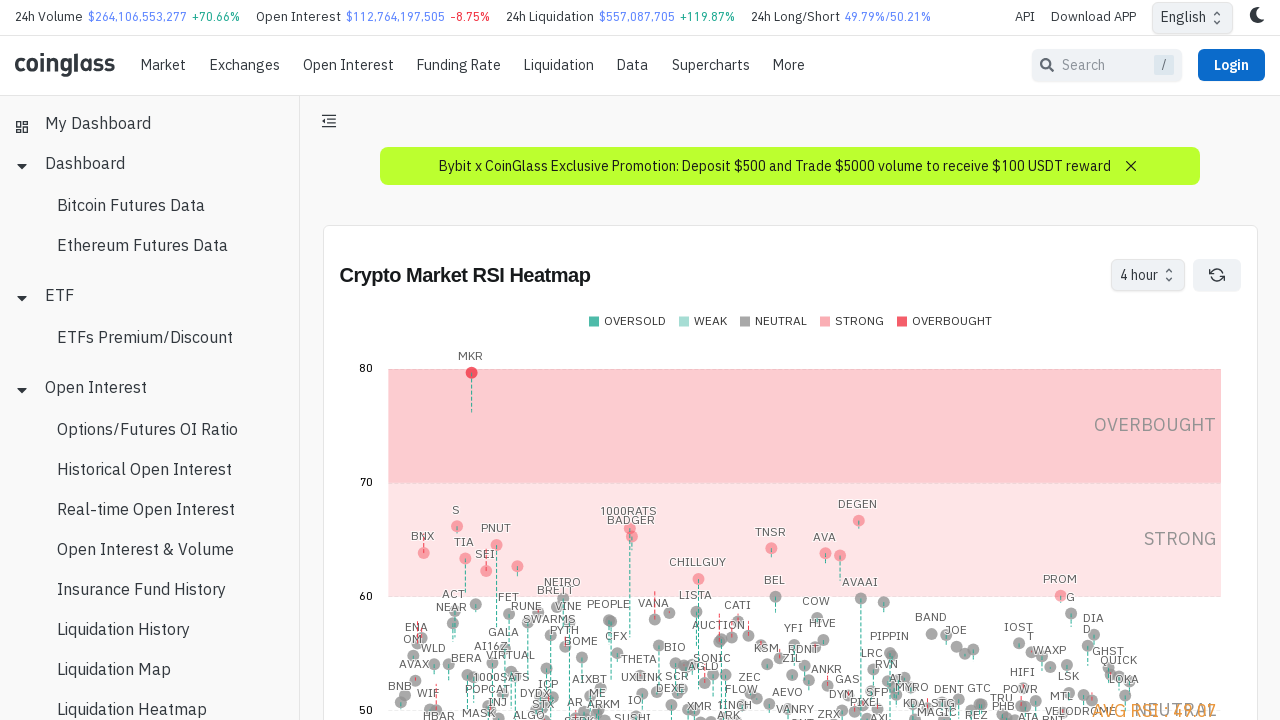 24h Volume $264,106,553,277 +70.66% Open Interest $112,764,197,505 -8.75% 24h Liquidation $557,087,705 +119.87% 24h Long/Short 49.79%/50.21% API Download APP English
coinglass Market Exchanges Open Interest Funding Rate Liquidation Data Supercharts More Search / Login
My Dashboard
Dashboard
Bitcoin Futures Data
Ethereum Futures Data
ETF
ETFs Premium/Discount
Open Interest
Options/Futures OI Ratio
Historical Open Interest
Real-time Open Interest
Open Interest & Volume
Insurance Fund History
Liquidation History
Liquidation Map
Liquidation Heatmap
Bybit x CoinGlass Exclusive Promotion: Deposit $500 and Trade $5000 volume to receive $100 USDT reward
Crypto Market RSI Heatmap 4 hour
OVERSOLD WEAK NEUTRAL STRONG OVERBOUGHT
MKR
80
OVERBOUGHT
70
DEGEN
S 1000RATS
BADGER
PNUT
BNX TNSR AVA
TIA STRONG
SEI
CHILLGUY
BEL PROM
NEIRO AVAAI
60
BRETT
ACT FET LISTA G
NEAR RUNE VINE PEOPLE VANA CATI COW
SWARMS BAND DIA
ENA GALA PYTH AUCTION YFI HIVE IOST JOE
CFX T PIPPIN
WLD AI16Z BOME BIO KSM RDNT WAXP GHST
AVAX BERA VIRTUAL THETA SONIC ZIL LRC QUICK
RVN
1000SATS AIXBT UXLINK SCR ZEC ANKR GAS AI HIFI LSK LOKA
BNB WIF PDPCAT DYDX ICP ME DEXE FLOW AEVO DYM SFP MYRO DENT GTC POWR MTL
INJ STX AR ARKM IO XMR 1INCH VANRY PIXEL TRU PHB
HBAR MASK ALGO SUSHI ARK ZRX AXL MAGIC REZ ATA
50 NEUTRAL